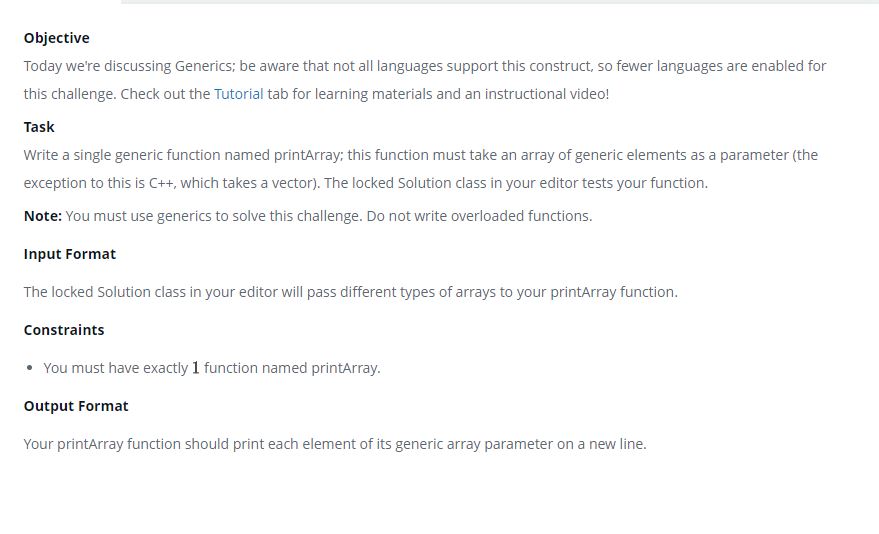 Objective
Today we're discussing Generics; be aware that not all languages support this construct, so fewer languages are enabled for
this challenge. Check out the Tutorial tab for learning materials and an instructional video!
Task
Write a single generic function named printArray; this function must take an array of generic elements as a parameter (the
exception to this is C++, which takes a vector). The locked Solution class in your editor tests your function.
Note: You must use generics to solve this challenge. Do not write overloaded functions.
Input Format
The locked Solution class in your editor will pass different types of arrays to your printArray function.
Constraints
• You must have exactly 1 function named printArray.
Output Format
Your printArray function should print each element of its generic array parameter on a new line.